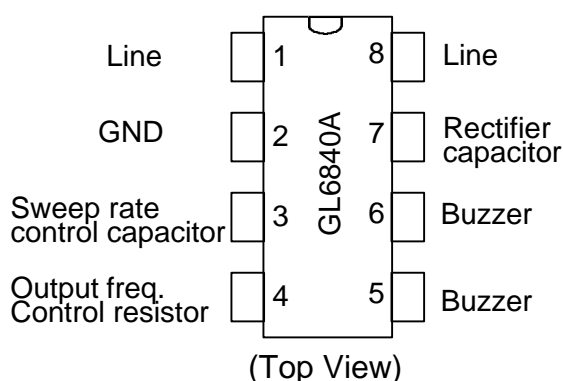 Line
1
8
Line
GND
2
7
Rectifier
capacitor
GL6840A
Sweep rate
control capacitor
3
6
Buzzer
Output freq.
Control resistor
4
5
Buzzer
(Top View)